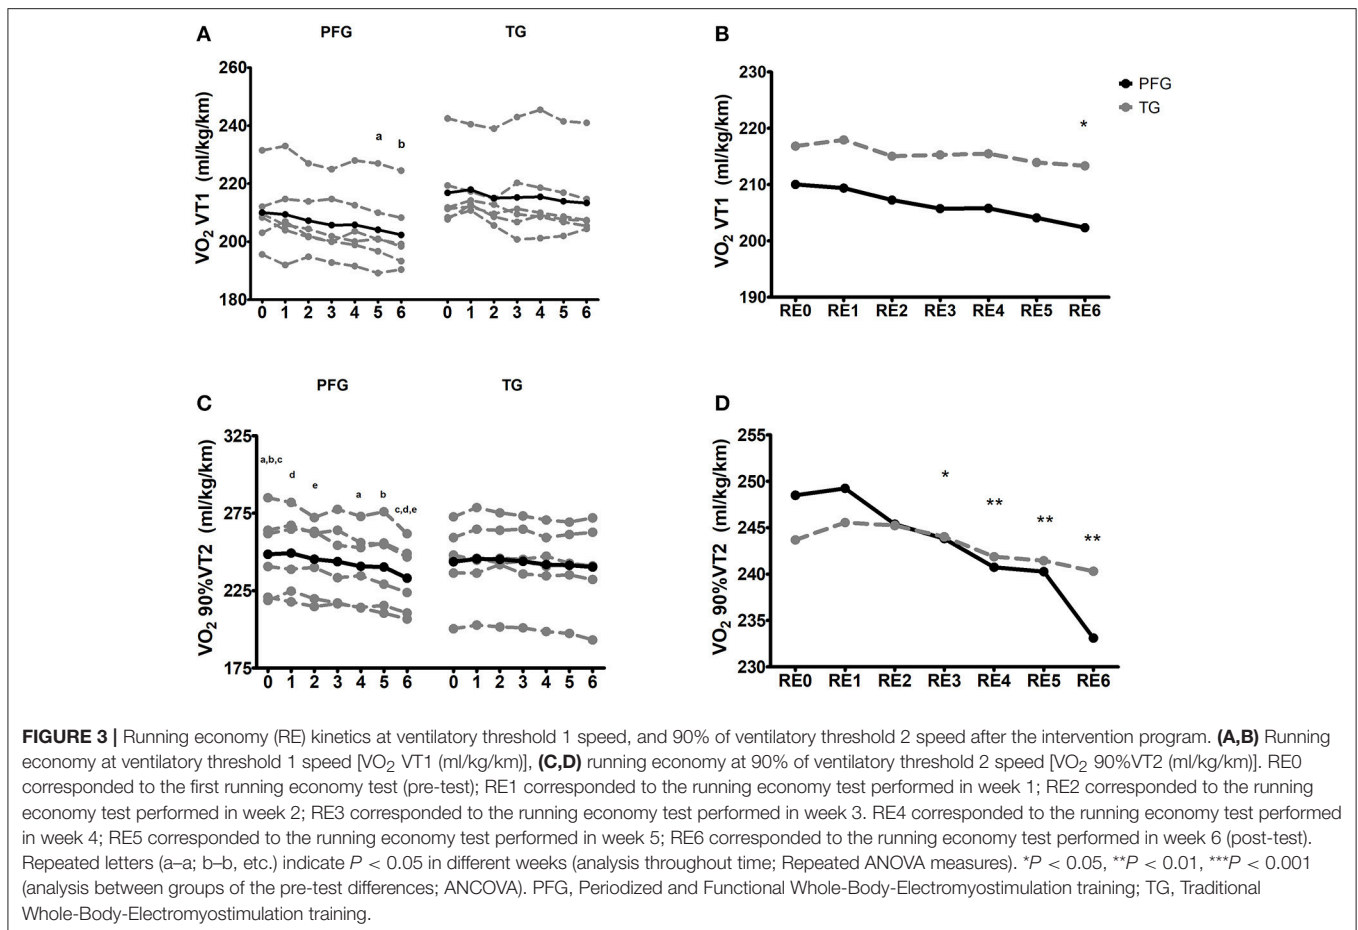 A
PFG
TG
VO2 VT1 (ml/kg/km)
260
240
220
200
180
a
b
0 1 2 3 4 5 6
0 1 2 3 4 5 6
B
VO2 VT1 (ml/kg/km)
230
220
210
200
190
*
RE0 RE1 RE2 RE3 RE4 RE5 RE6
PFG
TG
C
PFG
TG
VO2 90%VT2 (ml/kg/km)
325
275
225
175
a,b,c
d
e
a
b
c,d,e
0 1 2 3 4 5 6
0 1 2 3 4 5 6
D
VO2 90%VT2 (ml/kg/km)
255
250
245
240
235
230
*
**
**
**
RE0 RE1 RE2 RE3 RE4 RE5 RE6
FIGURE 3 | Running economy (RE) kinetics at ventilatory threshold 1 speed, and 90% of ventilatory threshold 2 speed after the intervention program. (A,B) Running
economy at ventilatory threshold 1 speed [VO2 VT1 (ml/kg/km)], (C,D) running economy at 90% of ventilatory threshold 2 speed [VO2 90%VT2 (ml/kg/km)]. RE0
corresponded to the first running economy test (pre-test); RE1 corresponded to the running economy test performed in week 1; RE2 corresponded to the running
economy test performed in week 2; RE3 corresponded to the running economy test performed in week 3. RE4 corresponded to the running economy test performed
in week 4; RE5 corresponded to the running economy test performed in week 5; RE6 corresponded to the running economy test performed in week 6 (post-test).
Repeated letters (a–a; b–b, etc.) indicate P < 0.05 in different weeks (analysis throughout time; Repeated ANOVA measures). *P < 0.05, **P < 0.01, ***P < 0.001
(analysis between groups of the pre-test differences; ANCOVA). PFG, Periodized and Functional Whole-Body-Electromyostimulation training; TG, Traditional
Whole-Body-Electromyostimulation training.